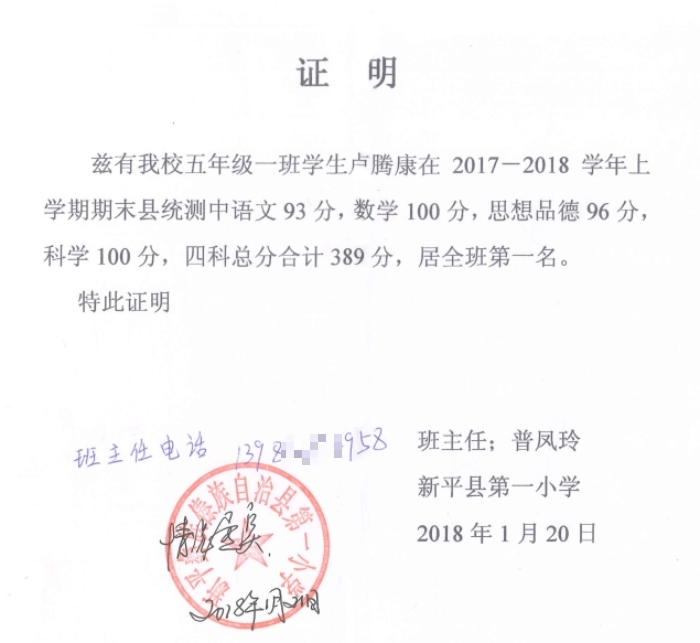 证 明
兹有我校五年级一班学生卢腾康在 2017－2018 学年上
学期期末县统测中语文 93 分，数学 100 分，思想品德 96 分，
科学 100 分，四科总分合计 389 分，居全班第一名。
特此证明
班主任电话 1398 958
班主任；普凤玲
新平县第一小学
2018 年 1 月 20 日
新平 傣族自治县第一小学
情况属实.
2018年1月21日